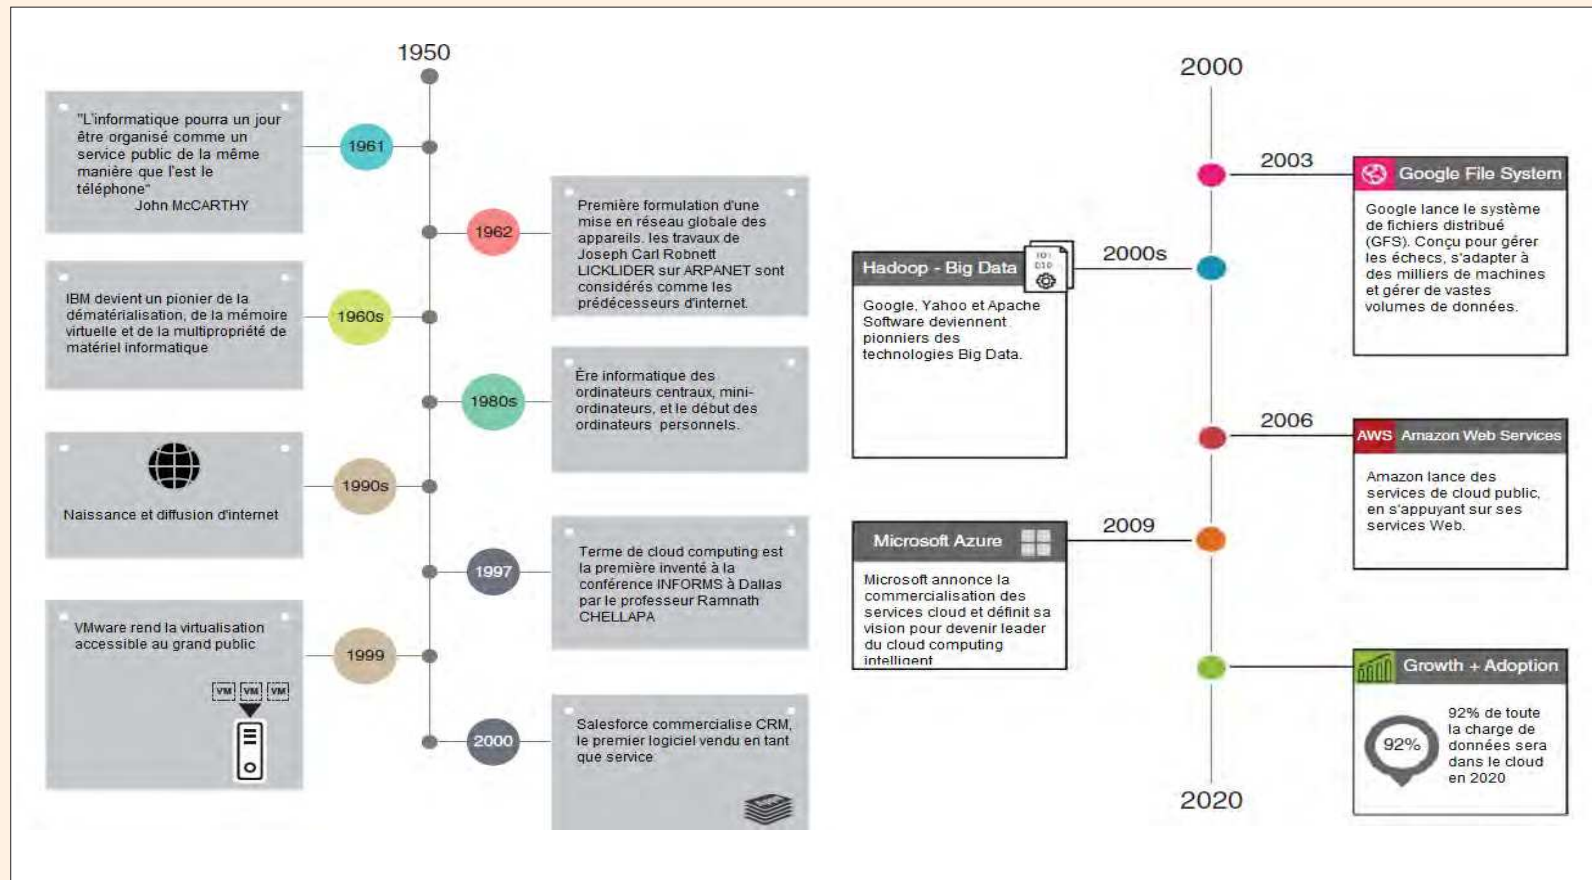 1950
"L'informatique pourra un jour
être organisé comme un
service public de la même
manière que l'est le
téléphone"
John McCARTHY
1961
1962
Première formulation d'une
mise en réseau globale des
appareils. les travaux de
Joseph Carl Robnett
LICKLIDER sur ARPANET sont
considérés comme les
prédécesseurs d'internet.
IBM devient un pionier de la
dématérialisation, de la mémoire
virtuelle et de la multipropriété de
matériel informatique
1960s
1980s
Ère informatique des
ordinateurs centraux, mini-
ordinateurs, et le début des
ordinateurs personnels.
Naissance et diffusion d'internet
1990s
1997
Terme de cloud computing est
la première inventé à la
conférence INFORMS à Dallas
par le professeur Ramnath
CHELLAPA
VMware rend la virtualisation
accessible au grand public
VM VM VM
1999
2000
Salesforce commercialise CRM,
le premier logiciel vendu en tant
que service
2000
2003
Google File System
Google lance le système
de fichiers distribué
(GFS). Conçu pour gérer
les échecs, s'adapter à
des milliers de machines
et gérer de vastes
volumes de données.
Hadoop - Big Data
2000s
Google, Yahoo et Apache
Software deviennent
pionniers des
technologies Big Data.
2006
AWS Amazon Web Services
Amazon lance des
services de cloud public,
en s'appuyant sur ses
services Web.
Microsoft Azure
2009
Microsoft annonce la
commercialisation des
services cloud et définit sa
vision pour devenir leader
du cloud computing
intelligent
Growth + Adoption
92%
92% de toute
la charge de
données sera
dans le cloud
en 2020
2020